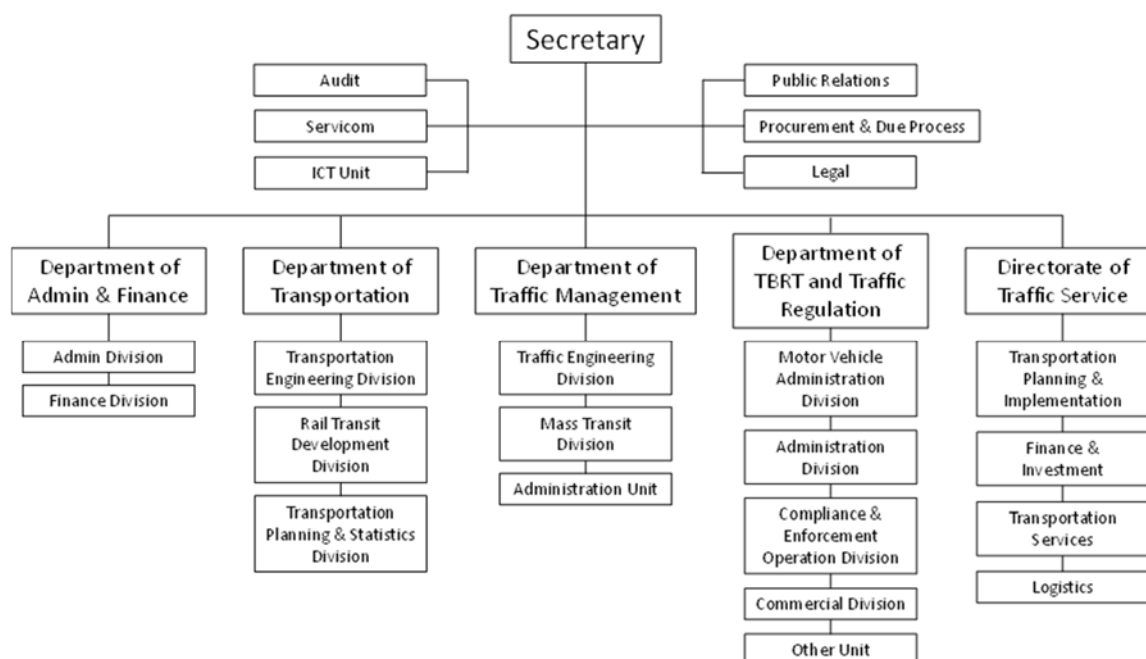 Secretary
Audit
Servicom
ICT Unit
Public Relations
Procurement & Due Process
Legal
Department of
Admin & Finance
Admin Division
Finance Division
Department of
Transportation
Transportation
Engineering Division
Rail Transit
Development
Division
Transportation
Planning & Statistics
Division
Department of
Traffic Management
Traffic Engineering
Division
Mass Transit
Division
Administration Unit
Department of
TBRT and Traffic
Regulation
Motor Vehicle
Administration
Division
Administration
Division
Compliance &
Enforcement
Operation Division
Commercial Division
Other Unit
Directorate of
Traffic Service
Transportation
Planning &
Implementation
Finance &
Investment
Transportation
Services
Logistics